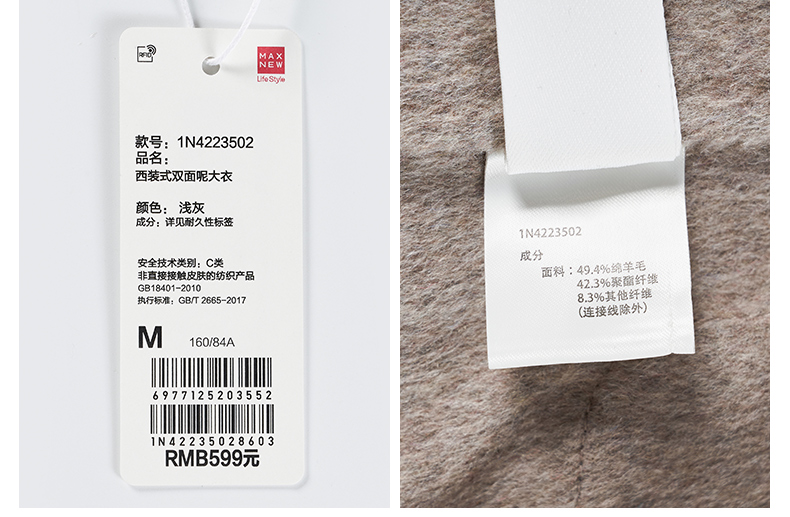 RFID
MAX
NEW
Life Style
款号：1N4223502
品名：
西装式双面呢大衣
颜色：浅灰
成分：详见耐久性标签
安全技术类别：C类
非直接接触皮肤的纺织产品
GB18401-2010
执行标准：GB/T 2665-2017
M 160/84A
6977125203552
1N42235028603
RMB599元
1N4223502
成分
面料：49.4%绵羊毛
42.3%聚酯纤维
8.3%其他纤维
（连接线除外）